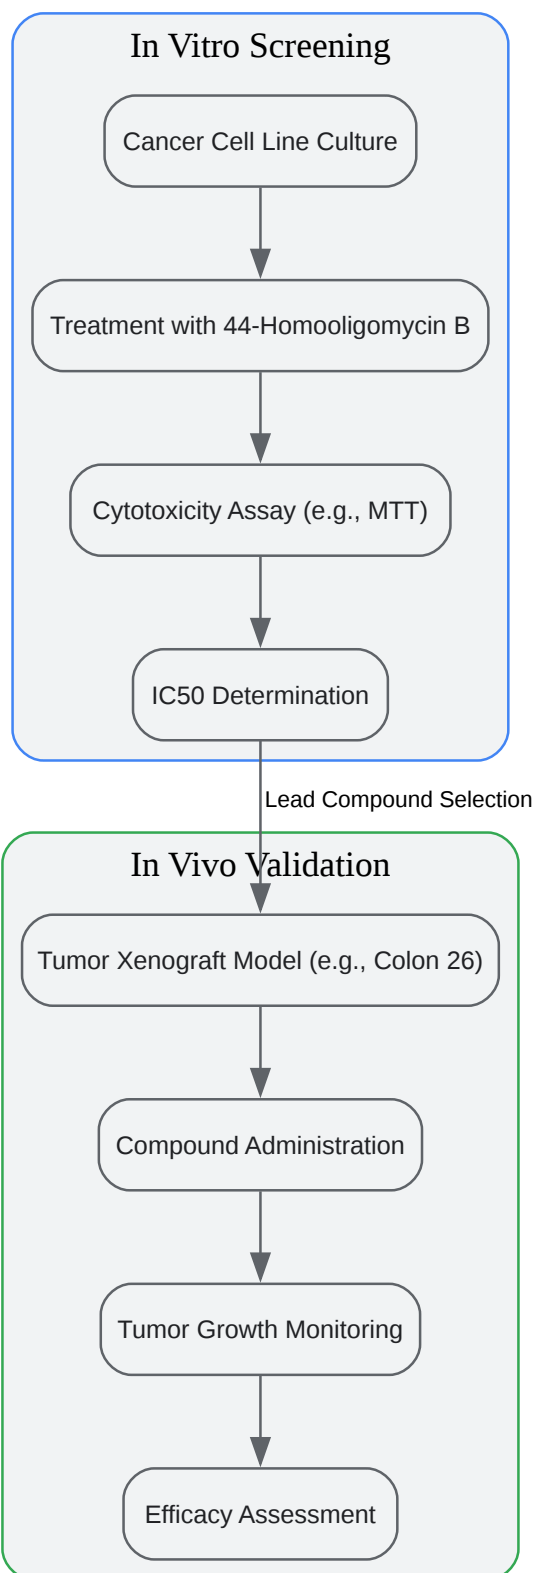 In Vitro Screening
Cancer Cell Line Culture
Treatment with 44-Homooligomycin B
Cytotoxicity Assay (e.g., MTT)
IC50 Determination
Lead Compound Selection
In Vivo Validation
Tumor Xenograft Model (e.g., Colon 26)
Compound Administration
Tumor Growth Monitoring
Efficacy Assessment